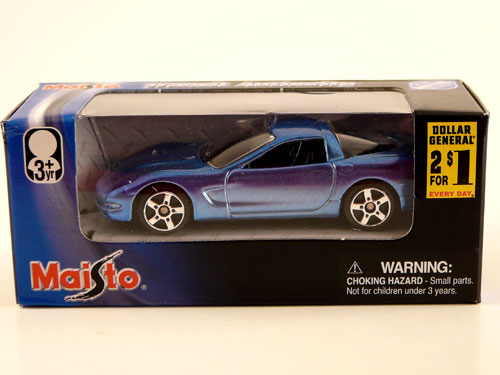 Maisto
3+
yr.
DOLLAR
GENERAL®
2 FOR $1
EVERY DAY.
Maisto®
⚠ WARNING:
CHOKING HAZARD - Small parts.
Not for children under 3 years.